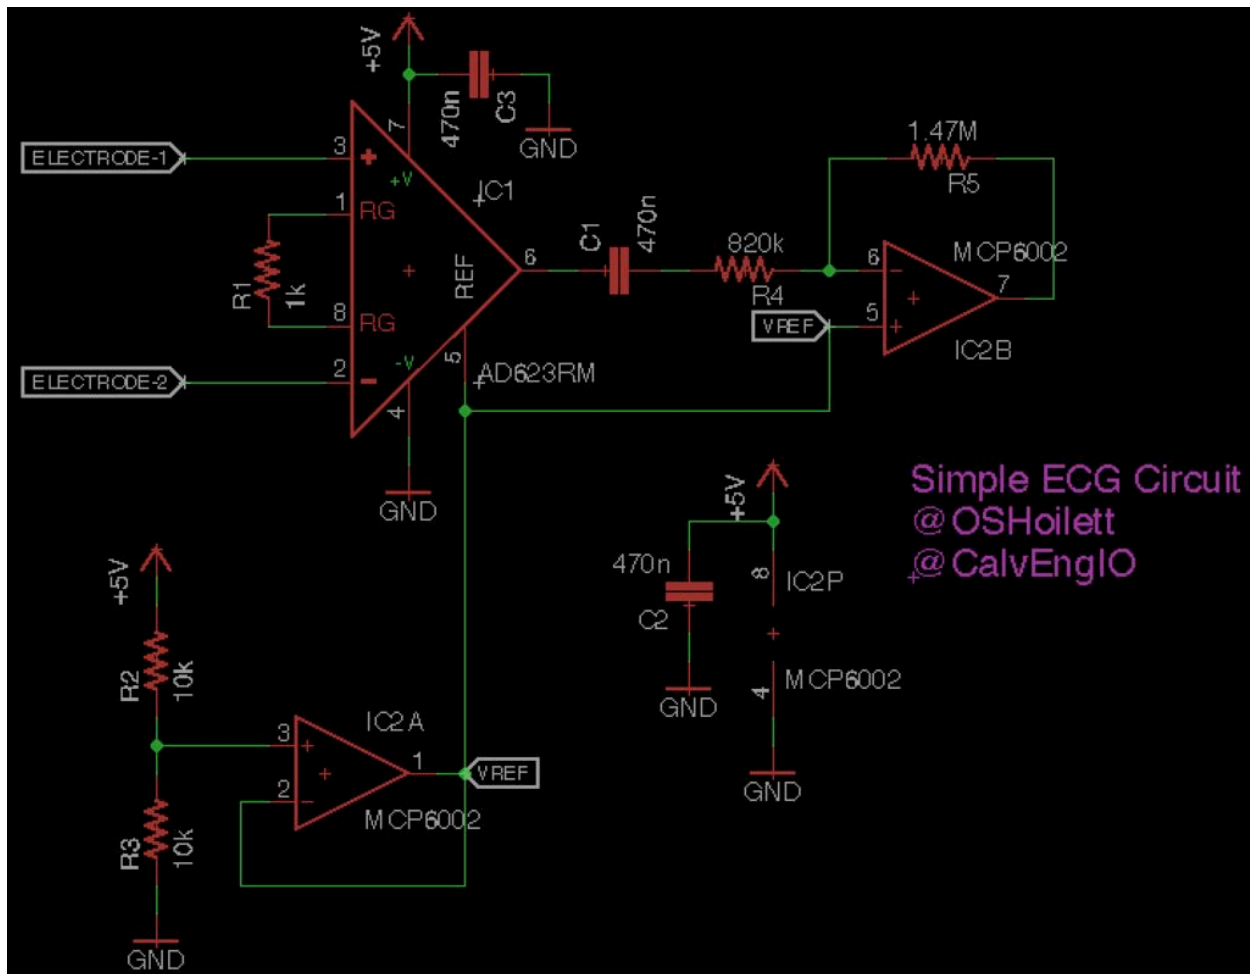 +5V
470n
C3
GND
7
ELECTRODE-1
3
+
+V
IC1
1
RG
R1
1k
8
RG
REF
6
C1
470n
820k
R4
1.47M
R5
MCP6002
6
-
7
VREF
5
+
IC2B
ELECTRODE-2
2
-
-V
5
AD623RM
4
GND
Simple ECG Circuit
@OSHoilett
@CalvEngIO
+5V
470n
C2
GND
8
IC2P
MCP6002
4
GND
+5V
R2
10k
R3
10k
GND
IC2A
3
+
2
-
1
VREF
MCP6002